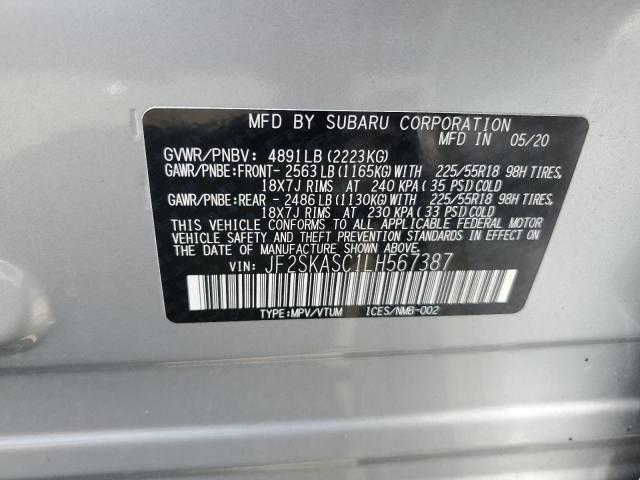 MFD BY SUBARU CORPORATION
MFD IN 05/20
GVWR/PNBV: 4891LB(2223KG)
GAWR/PNBE:FRONT- 2563LB(1165KG)WITH 225/55R18 98H TIRES,
18X7J RIMS AT 240 KPA( 35 PSI)COLD
GAWR/PNBE:REAR - 2486LB(1130KG)WITH 225/55R18 98H TIRES,
18X7J RIMS AT 230 KPA( 33 PSI)COLD
THIS VEHICLE CONFORMS TO ALL APPLICABLE FEDERAL MOTOR
VEHICLE SAFETY AND THEFT PREVENTION STANDARDS IN EFFECT
ON THE DATE OF MANUFACTURE SHOWN ABOVE.
VIN: JF2SKASC1LH567387
TYPE:MPV/VTUM ICES/NMB-002